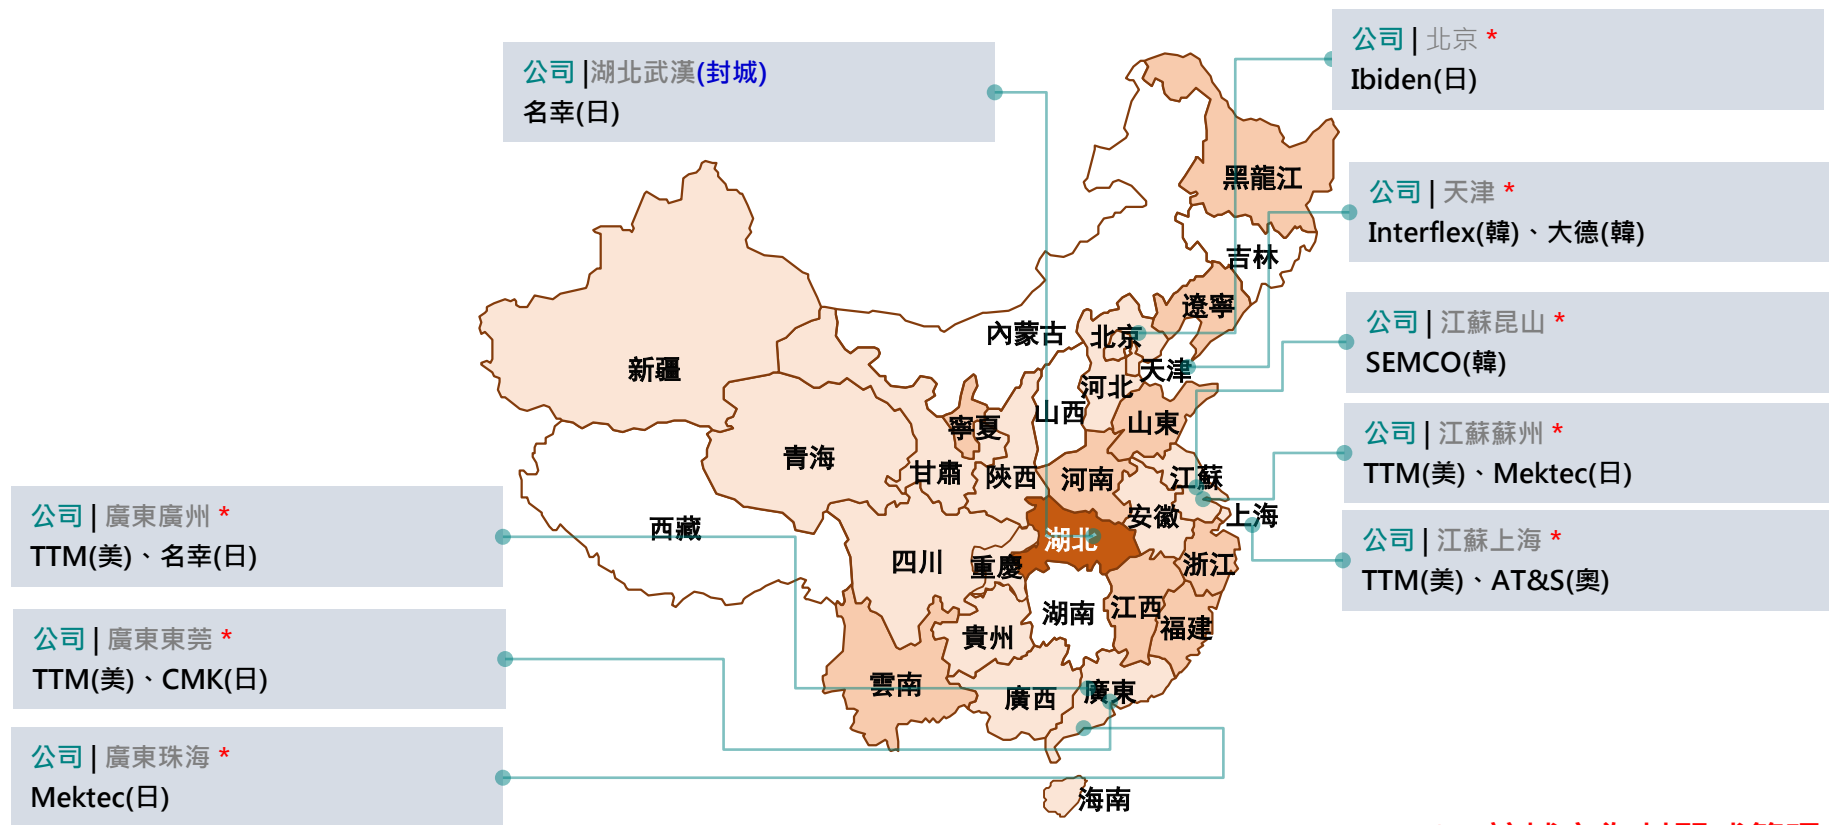 公司 |湖北武漢(封城)
名幸(日)
公司 | 北京 *
Ibiden(日)
公司 | 天津 *
Interflex(韓)、大德(韓)
公司 | 江蘇昆山 *
SEMCO(韓)
公司 | 江蘇蘇州 *
TTM(美)、Mektec(日)
公司 | 江蘇上海 *
TTM(美)、AT&S(奧)
公司 | 廣東廣州 *
TTM(美)、名幸(日)
公司 | 廣東東莞 *
TTM(美)、CMK(日)
公司 | 廣東珠海 *
Mektec(日)
黑龍江
吉林
遼寧
內蒙古
北京
天津
河北
新疆
山西
山東
寧夏
青海
甘肅
陝西
河南
江蘇
西藏
安徽
上海
湖北
四川
重慶
浙江
湖南
江西
福建
貴州
雲南
廣西
廣東
海南